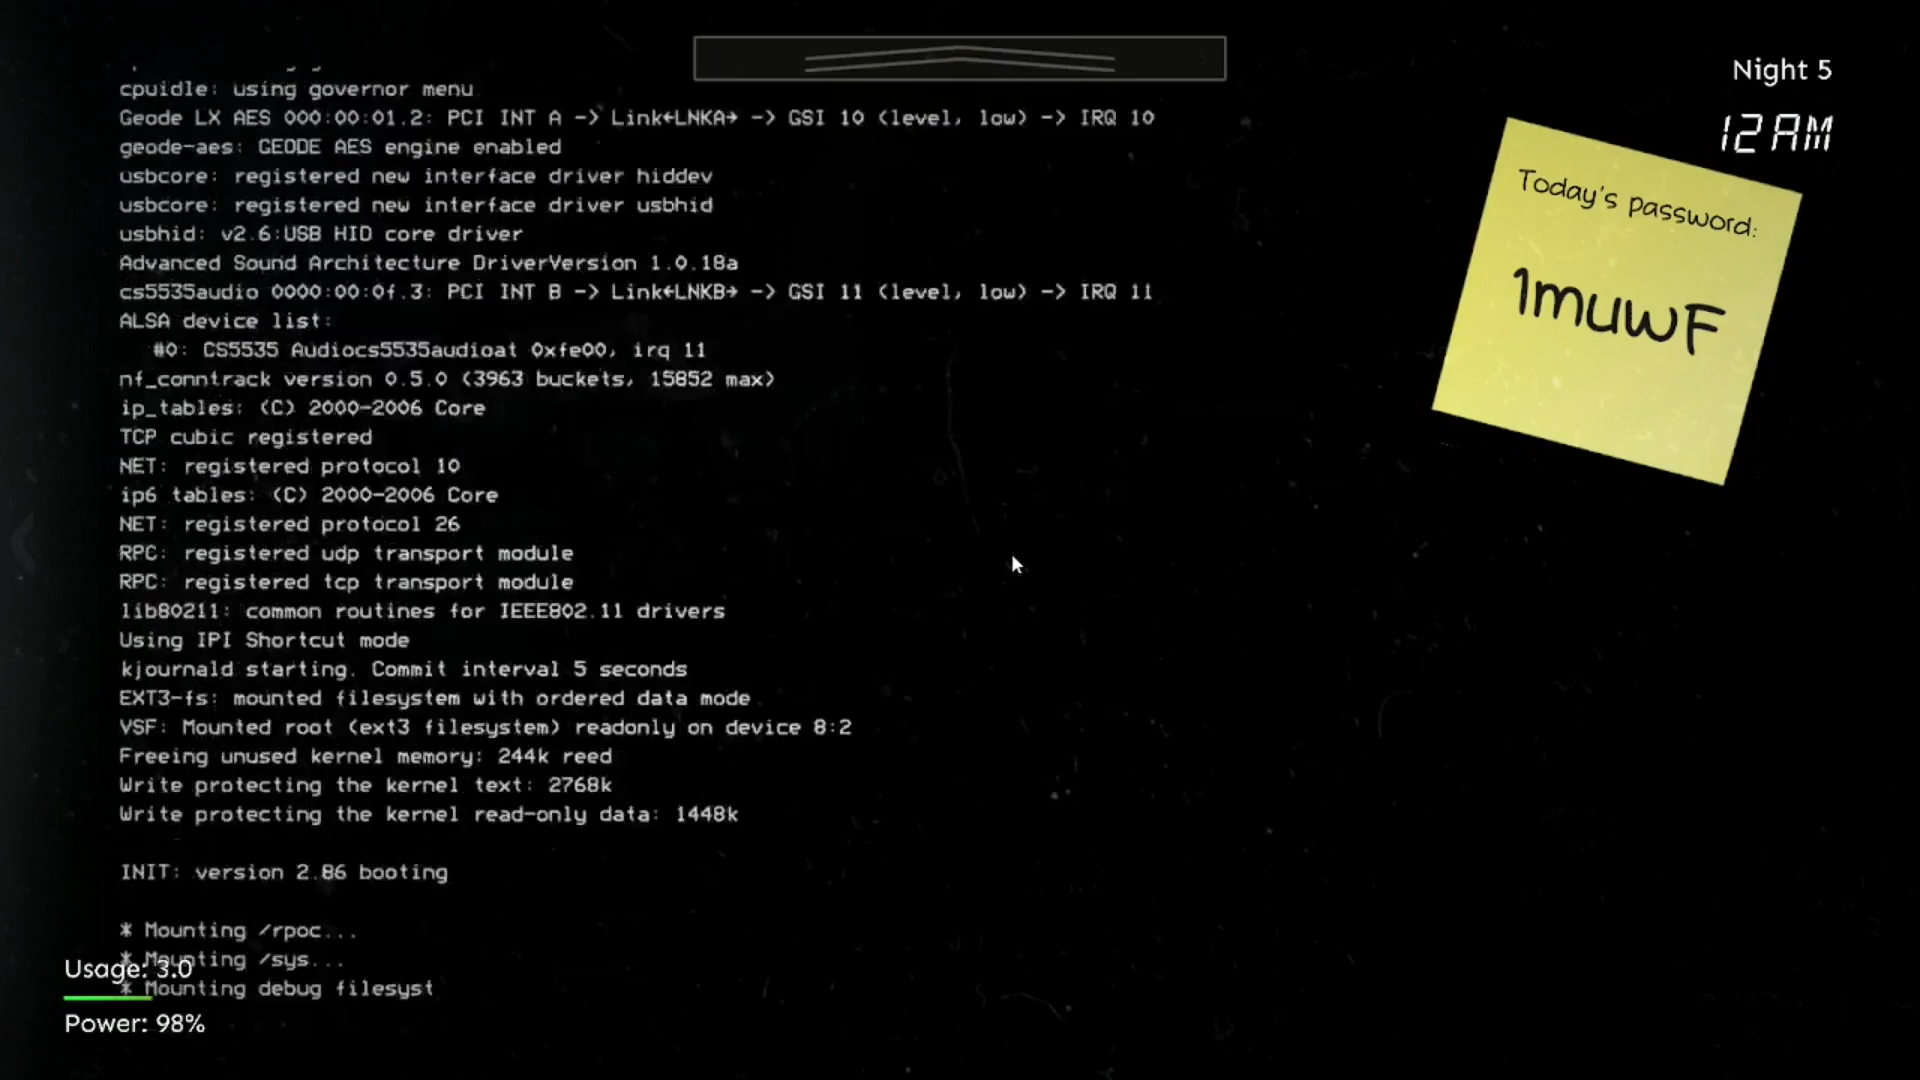 cpuidle: using governor menu
Geode LX AES 000:00:01.2: PCI INT A -> Link←LNKA→ -> GSI 10 (level, low) -> IRQ 10
geode-aes: GEODE AES engine enabled
usbcore: registered new interface driver hiddev
usbcore: registered new interface driver usbhid
usbhid: v2.6:USB HID core driver
Advanced Sound Architecture DriverVersion 1.0.18a
cs5535audio 0000:00:0f.3: PCI INT B -> Link←LNKB→ -> GSI 11 (level, low) -> IRQ 11
ALSA device list:
#0: CS5535 Audiocs5535audioat 0xfe00, irq 11
nf_conntrack version 0.5.0 (3963 buckets, 15852 max)
ip_tables: (C) 2000-2006 Core
TCP cubic registered
NET: registered protocol 10
ip6 tables: (C) 2000-2006 Core
NET: registered protocol 26
RPC: registered udp transport module
RPC: registered tcp transport module
lib80211: common routines for IEEE802.11 drivers
Using IPI Shortcut mode
kjournald starting. Commit interval 5 seconds
EXT3-fs: mounted filesystem with ordered data mode
VSF: Mounted root (ext3 filesystem) readonly on device 8:2
Freeing unused kernel memory: 244k reed
Write protecting the kernel text: 2768k
Write protecting the kernel read-only data: 1448k
INIT: version 2.86 booting
* Mounting /rpoc...
* Mounting /sys...
* Mounting debug filesyst
Usage: 3.0
Power: 98%
Night 5
12 AM
Today's password:
1muwF